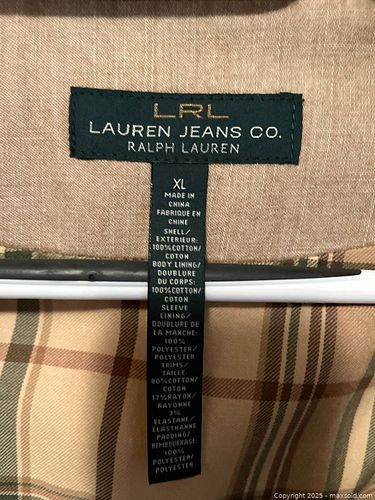 LRL
LAUREN JEANS CO.
RALPH LAUREN
XL
MADE IN
CHINA
FABRIQUE EN
CHINE
SHELL/
EXTERIEUR:
100%COTTON/
COTON
BODY LINING/
DOUBLURE
DU CORPS:
100%COTTON/
COTON
SLEEVE
LINING/
DOUBLURE DE
LA MANCHE:
100%
POLYESTER/
POLYESTER
TRIMS/
TAILLE:
80%COTTON/
COTON
17%RAYON/
RAYONNE
3%
ELASTANE/
ELASTHANNE
PADDING/
REMBOURRAGE:
100%
POLYESTER/
POLYESTER
Copyright 2025 - maxsold.com